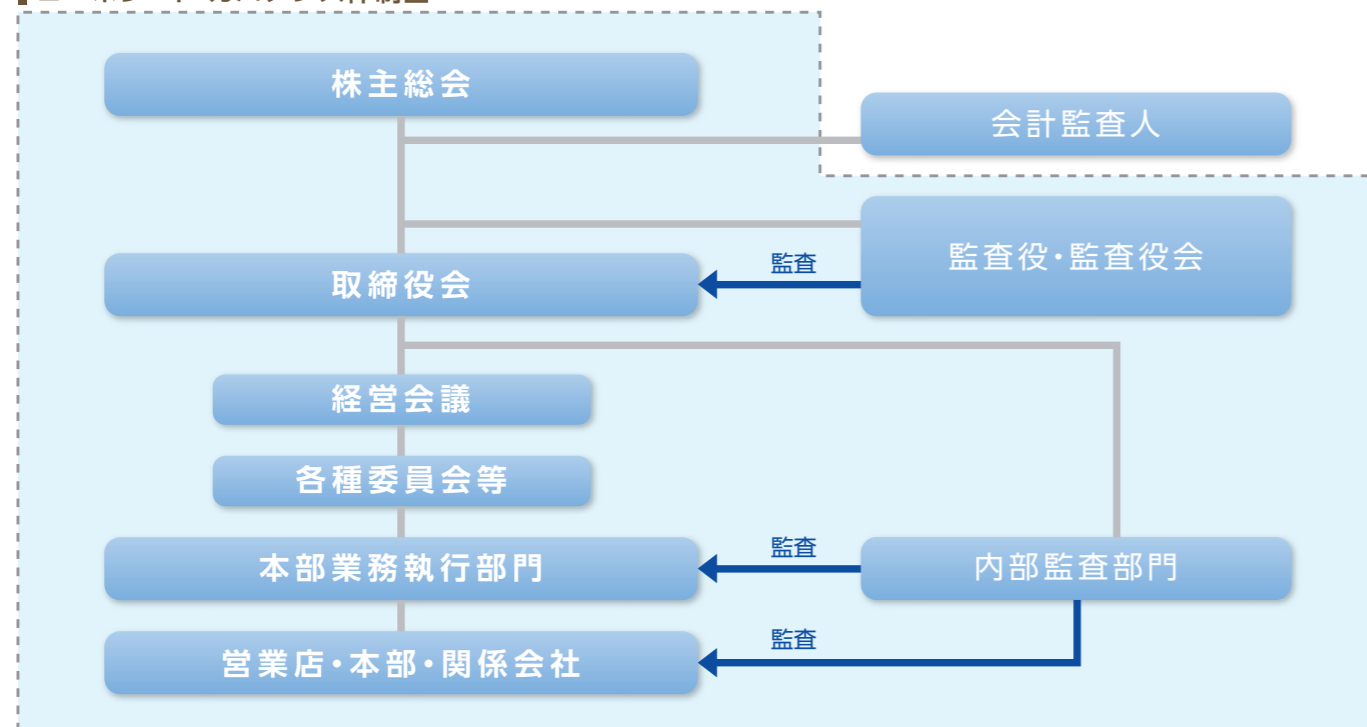 株主総会
会計監査人
監査役・監査役会
監査
取締役会
経営会議
各種委員会等
本部業務執行部門
監査
内部監査部門
監査
営業店・本部・関係会社